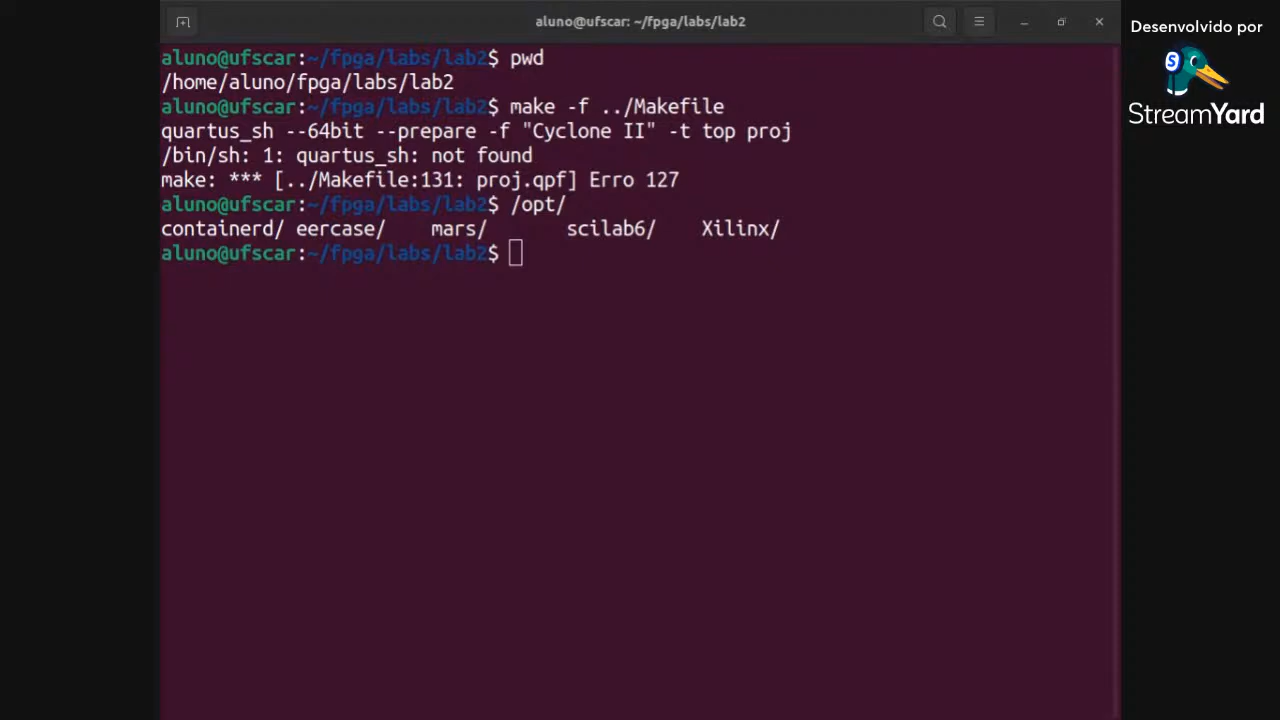 aluno@ufscar: ~/fpga/labs/lab2
Desenvolvido por
S
StreamYard
aluno@ufscar:~/fpga/labs/lab2$ pwd
/home/aluno/fpga/labs/lab2
aluno@ufscar:~/fpga/labs/lab2$ make -f ../Makefile
quartus_sh --64bit --prepare -f "Cyclone II" -t top proj
/bin/sh: 1: quartus_sh: not found
make: *** [../Makefile:131: proj.qpf] Erro 127
aluno@ufscar:~/fpga/labs/lab2$ /opt/
containerd/ eercase/    mars/       scilab6/    Xilinx/
aluno@ufscar:~/fpga/labs/lab2$